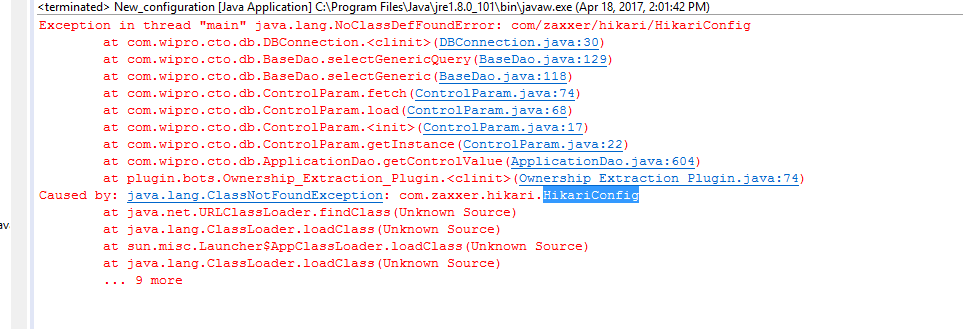 <terminated> New_configuration [Java Application] C:\Program Files\Java\jre1.8.0_101\bin\javaw.exe (Apr 18, 2017, 2:01:42 PM)
Exception in thread "main" java.lang.NoClassDefFoundError: com/zaxxer/hikari/HikariConfig
at com.wipro.cto.db.DBConnection.<clinit>(DBConnection.java:30)
at com.wipro.cto.db.BaseDao.selectGenericQuery(BaseDao.java:129)
at com.wipro.cto.db.BaseDao.selectGeneric(BaseDao.java:118)
at com.wipro.cto.db.ControlParam.fetch(ControlParam.java:74)
at com.wipro.cto.db.ControlParam.load(ControlParam.java:68)
at com.wipro.cto.db.ControlParam.<init>(ControlParam.java:17)
at com.wipro.cto.db.ControlParam.getInstance(ControlParam.java:22)
at com.wipro.cto.db.ApplicationDao.getControlValue(ApplicationDao.java:604)
at plugin.bots.Ownership_Extraction_Plugin.<clinit>(Ownership_Extraction_Plugin.java:74)
Caused by: java.lang.ClassNotFoundException: com.zaxxer.hikari.HikariConfig
at java.net.URLClassLoader.findClass(Unknown Source)
at java.lang.ClassLoader.loadClass(Unknown Source)
at sun.misc.Launcher$AppClassLoader.loadClass(Unknown Source)
at java.lang.ClassLoader.loadClass(Unknown Source)
... 9 more